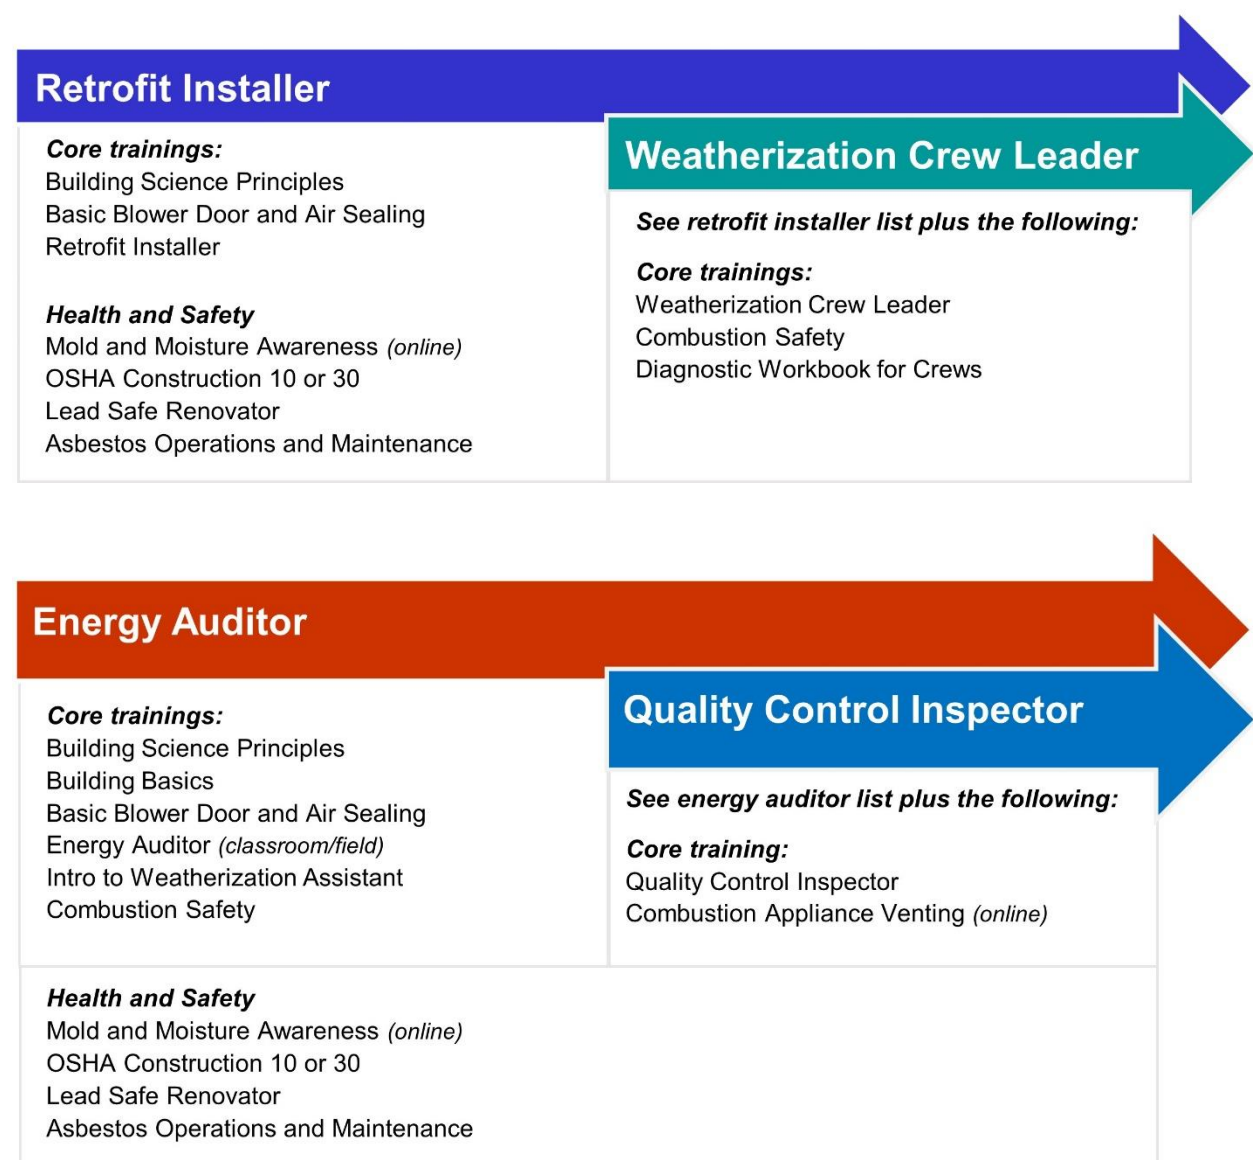 Retrofit Installer
Core trainings:
Building Science Principles
Basic Blower Door and Air Sealing
Retrofit Installer
Health and Safety
Mold and Moisture Awareness (online)
OSHA Construction 10 or 30
Lead Safe Renovator
Asbestos Operations and Maintenance
Weatherization Crew Leader
See retrofit installer list plus the following:
Core trainings:
Weatherization Crew Leader
Combustion Safety
Diagnostic Workbook for Crews
Energy Auditor
Core trainings:
Building Science Principles
Building Basics
Basic Blower Door and Air Sealing
Energy Auditor (classroom/field)
Intro to Weatherization Assistant
Combustion Safety
Quality Control Inspector
See energy auditor list plus the following:
Core training:
Quality Control Inspector
Combustion Appliance Venting (online)
Health and Safety
Mold and Moisture Awareness (online)
OSHA Construction 10 or 30
Lead Safe Renovator
Asbestos Operations and Maintenance